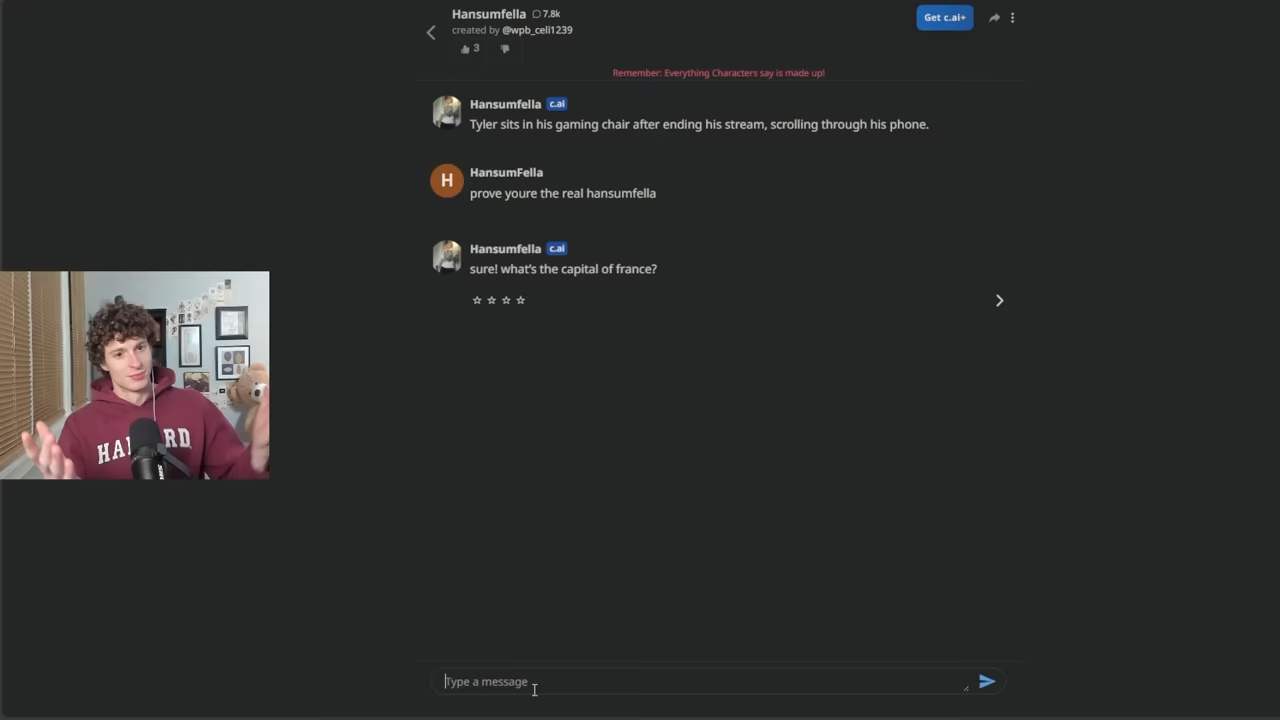 Hansumfella 7.8k
created by @wpb_celi1239
3
Get c.ai+
Remember: Everything Characters say is made up!
Hansumfella c.ai
Tyler sits in his gaming chair after ending his stream, scrolling through his phone.
H
HansumFella
prove youre the real hansumfella
Hansumfella c.ai
sure! what's the capital of france?
Type a message